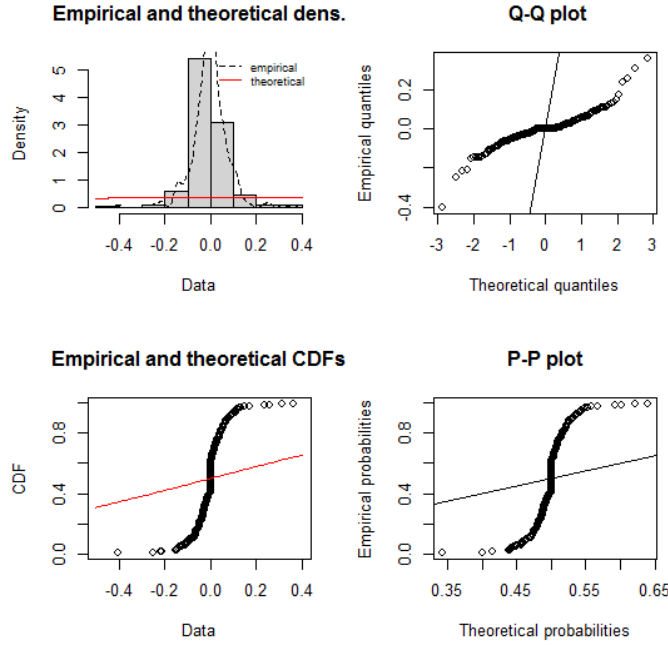 Empirical and theoretical dens.
Density
0 1 2 3 4 5
empirical
theoretical
-0.4 -0.2 0.0 0.2 0.4
Data
Q-Q plot
Empirical quantiles
-0.4 0.0 0.2
-3 -2 -1 0 1 2 3
Theoretical quantiles
Empirical and theoretical CDFs
CDF
0.0 0.4 0.8
-0.4 -0.2 0.0 0.2 0.4
Data
P-P plot
Empirical probabilities
0.0 0.4 0.8
0.35 0.45 0.55 0.65
Theoretical probabilities